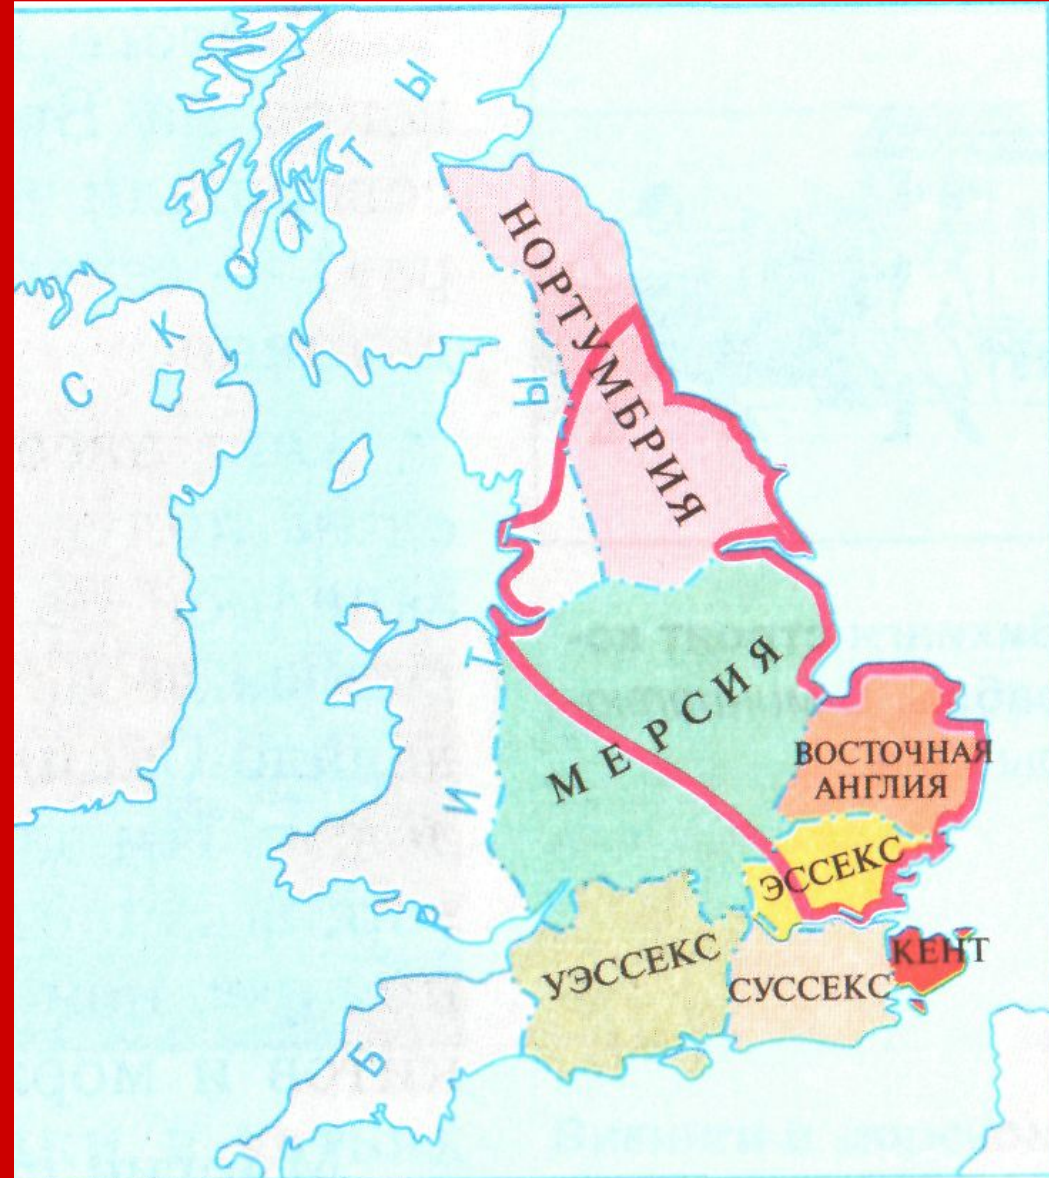 С К Т Т Ы
НОРТУМБРИЯ
Б И Т Ы
МЕРСИЯ
ВОСТОЧНАЯ
АНГЛИЯ
ЭССЕКС
УЭССЕКС
СУССЕКС
КЕНТ